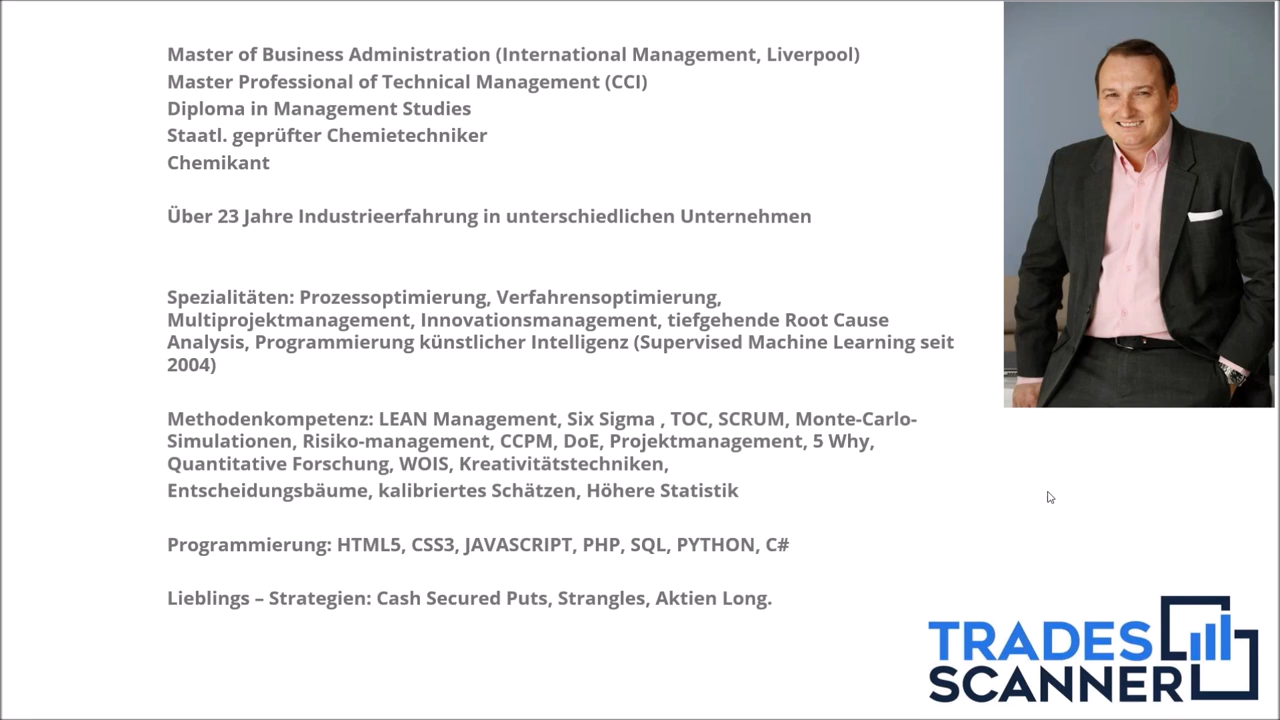 Master of Business Administration (International Management, Liverpool)
Master Professional of Technical Management (CCI)
Diploma in Management Studies
Staatl. geprüfter Chemietechniker
Chemikant
Über 23 Jahre Industrieerfahrung in unterschiedlichen Unternehmen
Spezialitäten: Prozessoptimierung, Verfahrensoptimierung,
Multiprojektmanagement, Innovationsmanagement, tiefgehende Root Cause
Analysis, Programmierung künstlicher Intelligenz (Supervised Machine Learning seit
2004)
Methodenkompetenz: LEAN Management, Six Sigma , TOC, SCRUM, Monte-Carlo-
Simulationen, Risiko-management, CCPM, DoE, Projektmanagement, 5 Why,
Quantitative Forschung, WOIS, Kreativitätstechniken,
Entscheidungsbäume, kalibriertes Schätzen, Höhere Statistik
Programmierung: HTML5, CSS3, JAVASCRIPT, PHP, SQL, PYTHON, C#
Lieblings – Strategien: Cash Secured Puts, Strangles, Aktien Long.
TRADES
SCANNER